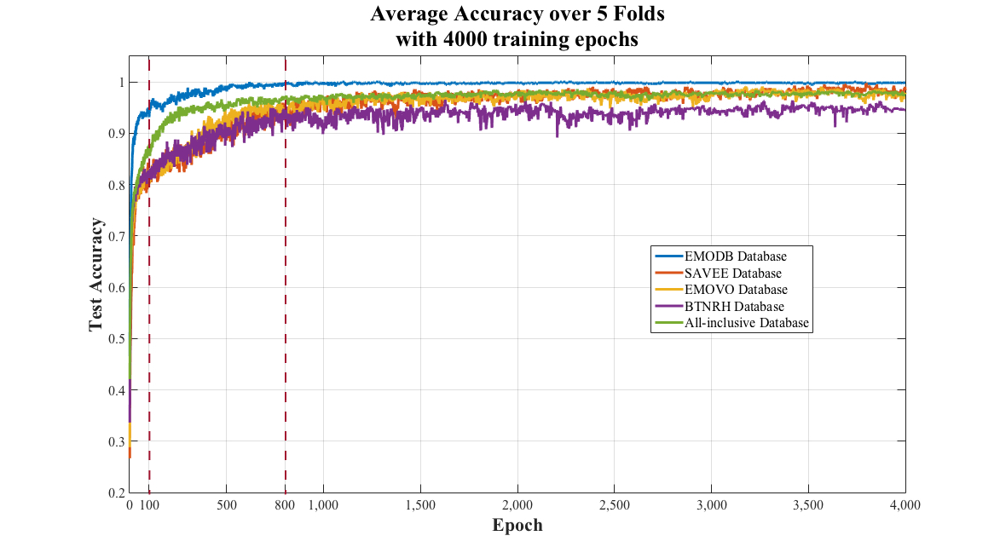 Average Accuracy over 5 Folds
with 4000 training epochs
Test Accuracy
1
0.9
0.8
0.7
0.6
0.5
0.4
0.3
0.2
EMODB Database
SAVEE Database
EMOVO Database
BTNRH Database
All-inclusive Database
0 100 500 800 1,000 1,500 2,000 2,500 3,000 3,500 4,000
Epoch